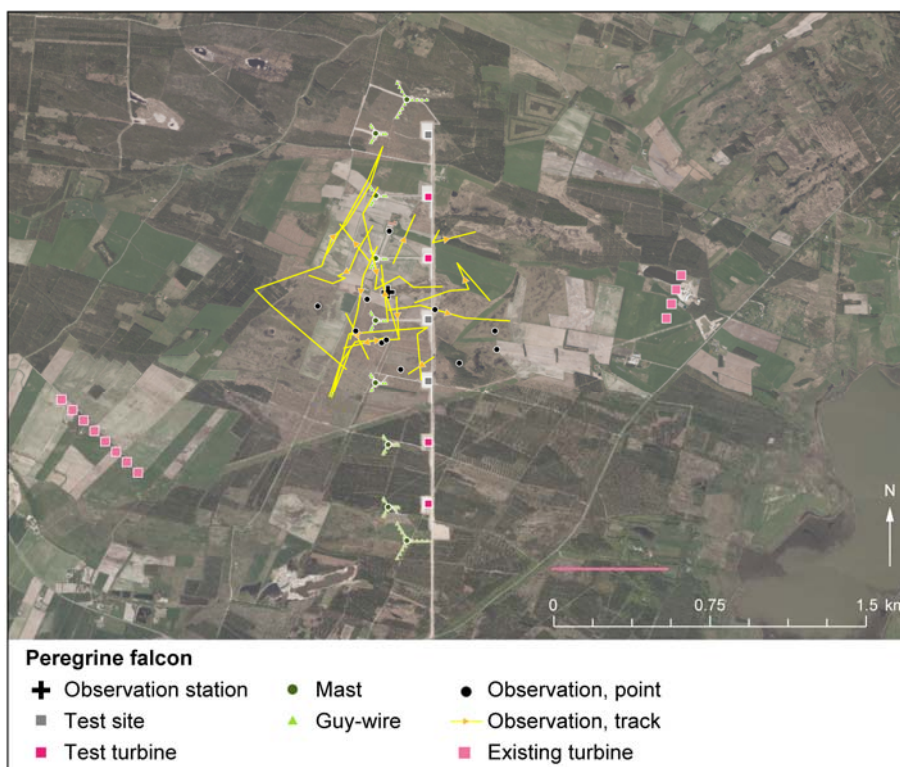 N
0 0.75 1.5 km
Peregrine falcon
Observation station
Mast
Observation, point
Test site
Guy-wire
Observation, track
Test turbine
Existing turbine